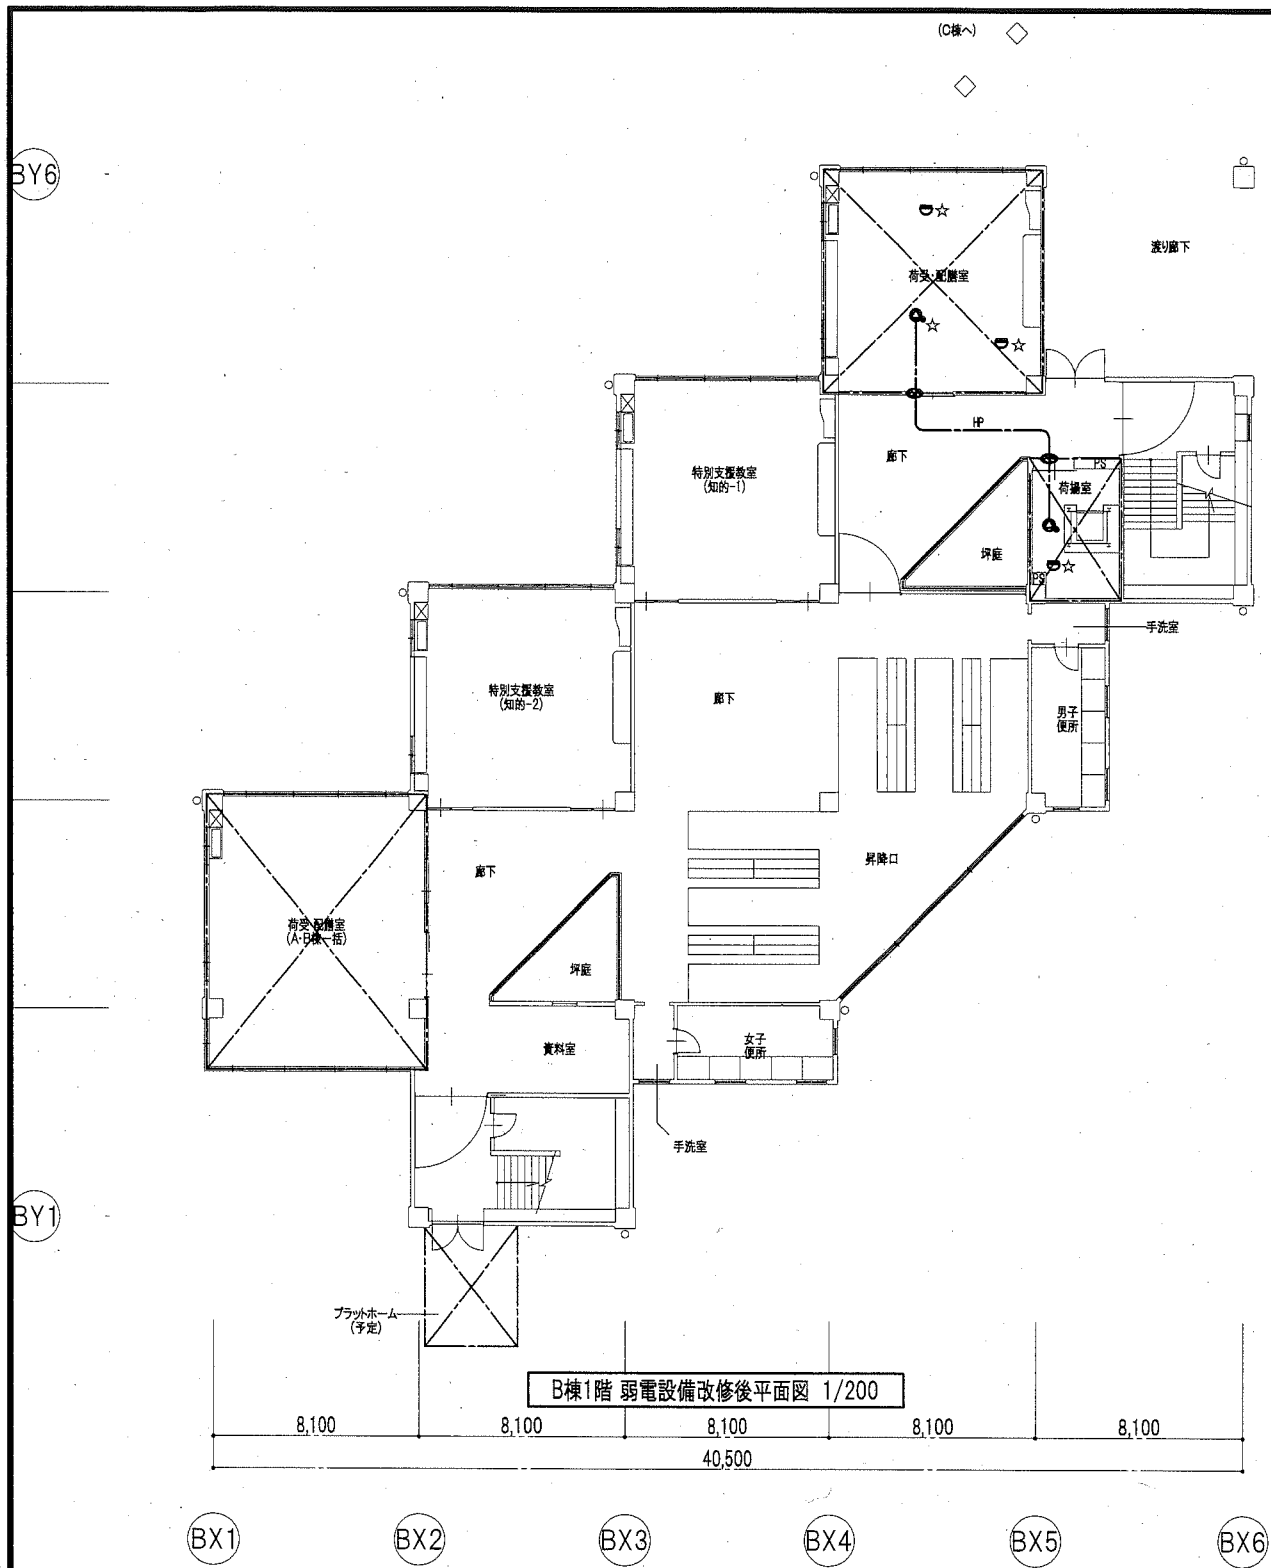 (C棟へ)
BY6
渡り廊下
☆
荷受・配膳室
☆
☆
HP
廊下
特別支援教室
(知的-1)
PS
荷揚室
坪庭
☆
PS
手洗室
特別支援教室
(知的-2)
廊下
男子
便所
昇降口
廊下
荷受・配膳室
(A・B棟一括)
坪庭
資料室
女子
便所
手洗室
BY1
プラットホーム
(予定)
B棟1階 弱電設備改修後平面図 1/200
8,100 8,100 8,100 8,100 8,100
40,500
BX1 BX2 BX3 BX4 BX5 BX6